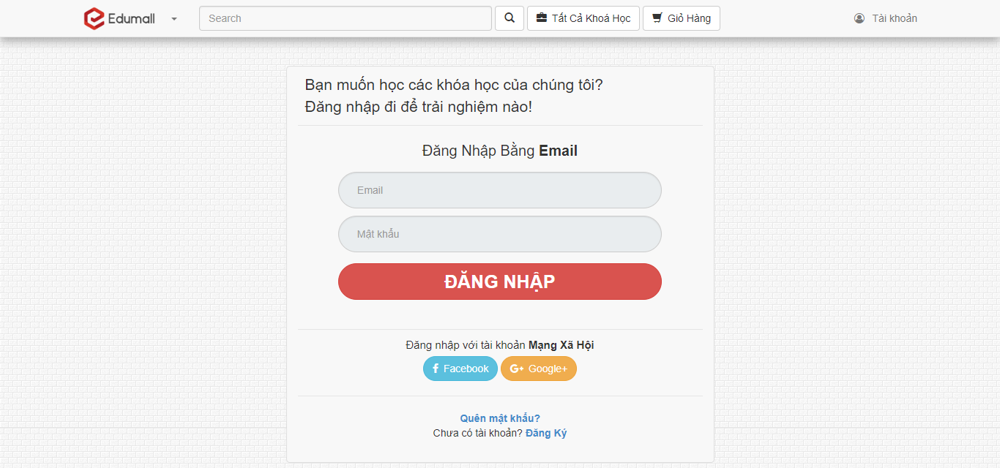 Edumall
Search
Tất Cả Khoá Học
Giỏ Hàng
Tài khoản
Bạn muốn học các khóa học của chúng tôi?
Đăng nhập đi để trải nghiệm nào!
Đăng Nhập Bằng Email
Email
Mật khẩu
ĐĂNG NHẬP
Đăng nhập với tài khoản Mạng Xã Hội
Facebook
G+ Google+
Quên mật khẩu?
Chưa có tài khoản? Đăng Ký